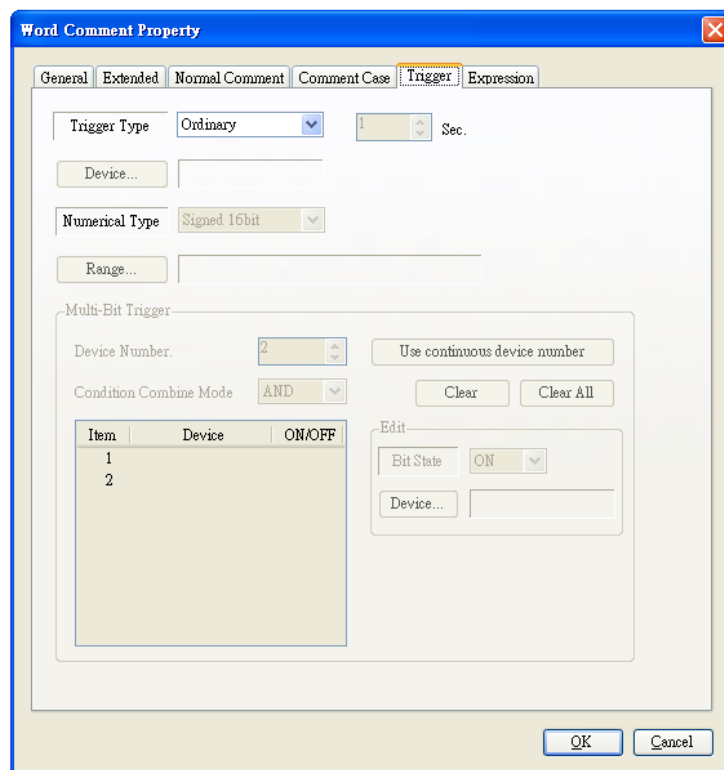 Word Comment Property
General Extended Normal Comment Comment Case Trigger Expression
Trigger Type Ordinary 1 Sec.
Device...
Numerical Type Signed 16bit
Range...
Multi-Bit Trigger
Device Number. 2 Use continuous device number
Condition Combine Mode AND Clear Clear All
Item Device ON/OFF Edit
1 Bit State ON
2
Device...
OK Cancel